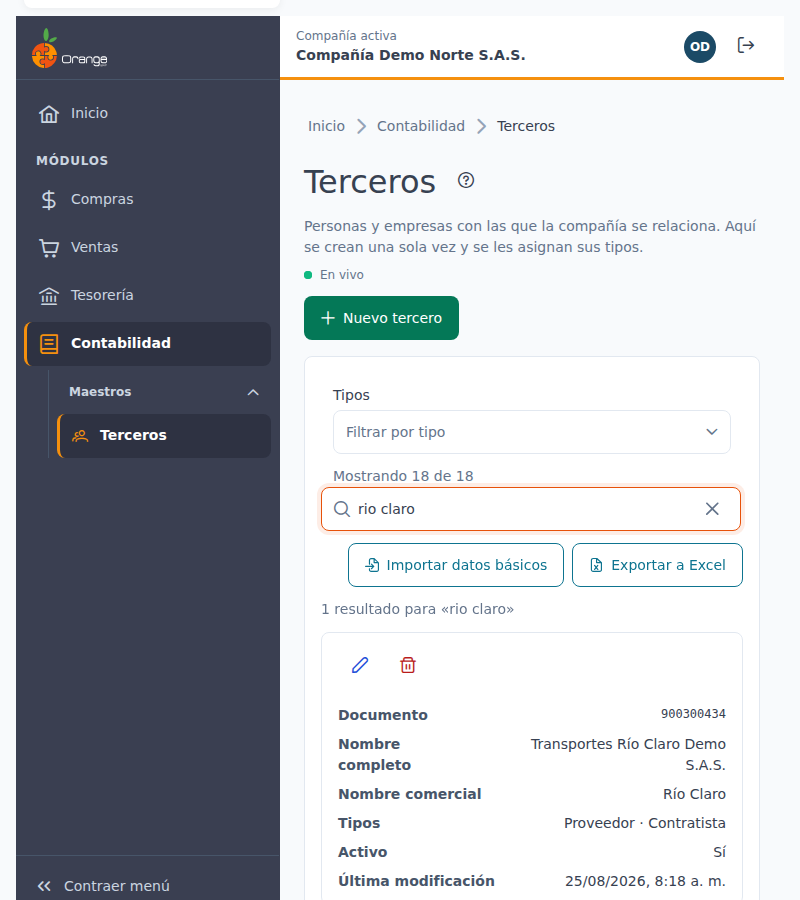 Orange
Compañía activa
Compañía Demo Norte S.A.S.
OD
Inicio
MÓDULOS
Compras
Ventas
Tesorería
Contabilidad
Maestros
Terceros
Contraer menú
Inicio
Contabilidad
Terceros
Terceros
Personas y empresas con las que la compañía se relaciona. Aquí
se crean una sola vez y se les asignan sus tipos.
En vivo
Nuevo tercero
Tipos
Filtrar por tipo
Mostrando 18 de 18
rio claro
Importar datos básicos
Exportar a Excel
1 resultado para «rio claro»
Documento 900300434
Nombre completo Transportes Río Claro Demo S.A.S.
Nombre comercial Río Claro
Tipos Proveedor · Contratista
Activo Sí
Última modificación 25/08/2026, 8:18 a. m.